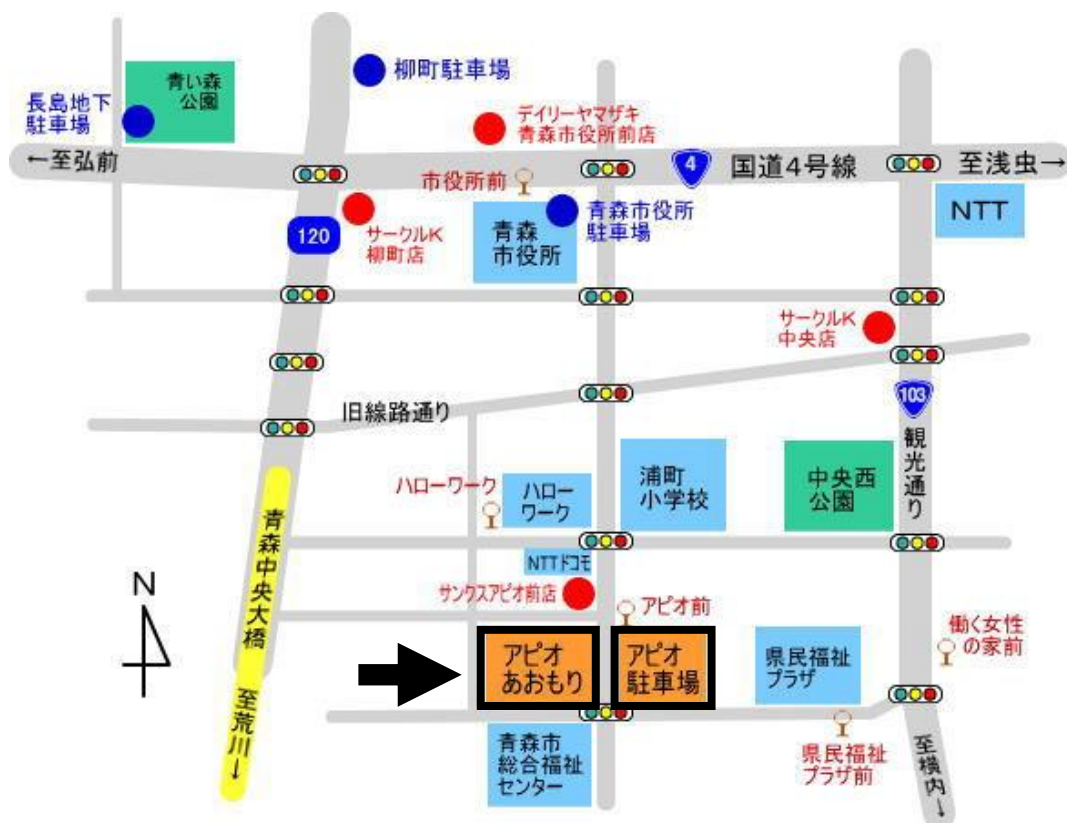 青い森
公園
長島地下
駐車場
柳町駐車場
デイリーヤマザキ
青森市役所前店
←至弘前
4
国道4号線
至浅虫→
市役所前
NTT
120
サークルK
柳町店
青森
市役所
青森市役所
駐車場
サークルK
中央店
103
旧線路通り
観光通り
ハローワーク
ハロー
ワーク
浦町
小学校
中央西
公園
青森中央大橋
NTTドコモ
サンクスアピオ前店
アピオ前
N
アピオ
あおもり
アピオ
駐車場
県民福祉
プラザ
働く女性
の家前
至荒川→
青森市
総合福祉
センター
県民福祉
プラザ前
至横内→